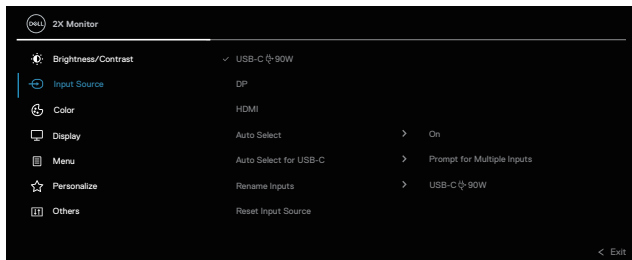 DELL 2X Monitor
Brightness/Contrast USB-C 90W
Input Source DP
Color HDMI
Display Auto Select On
Menu Auto Select for USB-C Prompt for Multiple Inputs
Personalize Rename Inputs USB-C 90W
Others Reset Input Source
< Exit